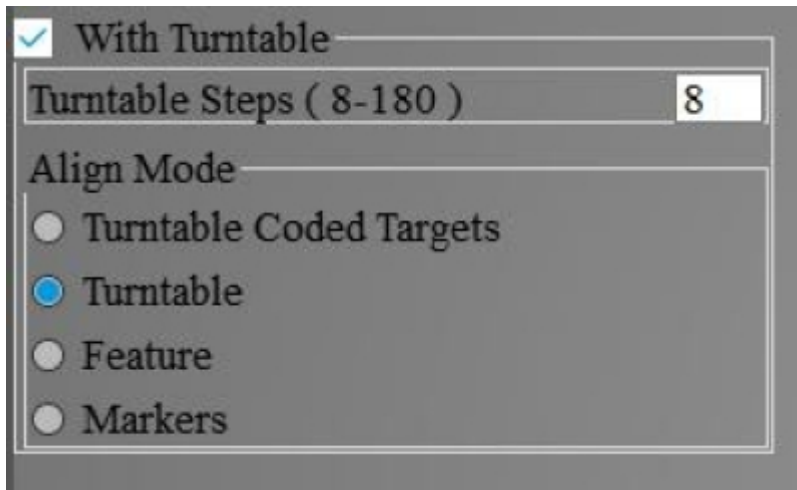 With Turntable
Turntable Steps ( 8-180 ) 8
Align Mode
Turntable Coded Targets
Turntable
Feature
Markers